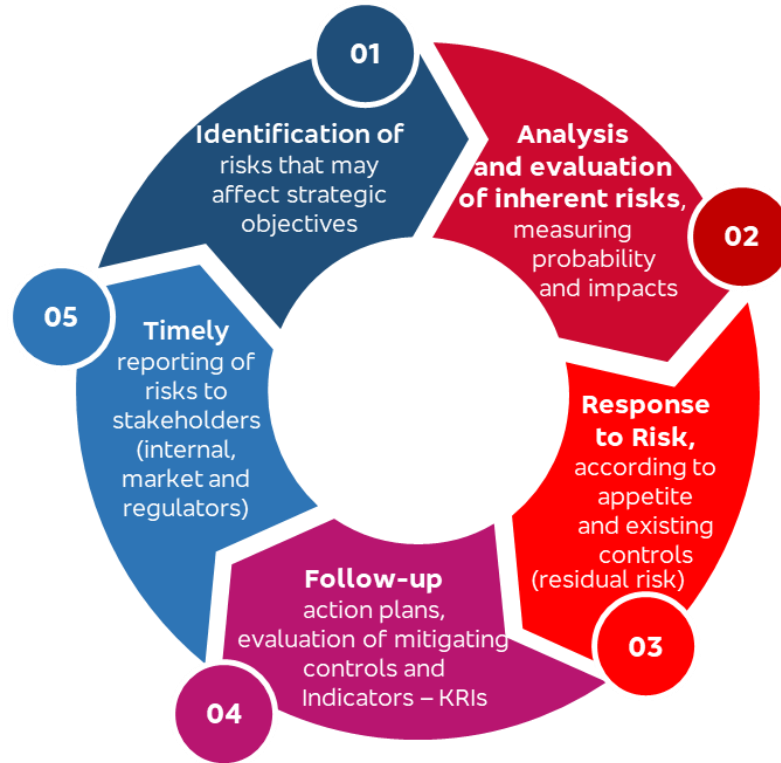 01
Identification of
risks that may
affect strategic
objectives
Analysis
and evaluation
of inherent risks,
measuring
probability
and impacts
02
Response
to Risk,
according to
appetite
and existing
controls
(residual risk)
03
Follow-up
action plans,
evaluation of mitigating
controls and
Indicators – KRIs
04
05
Timely
reporting of
risks to
stakeholders
(internal,
market and
regulators)